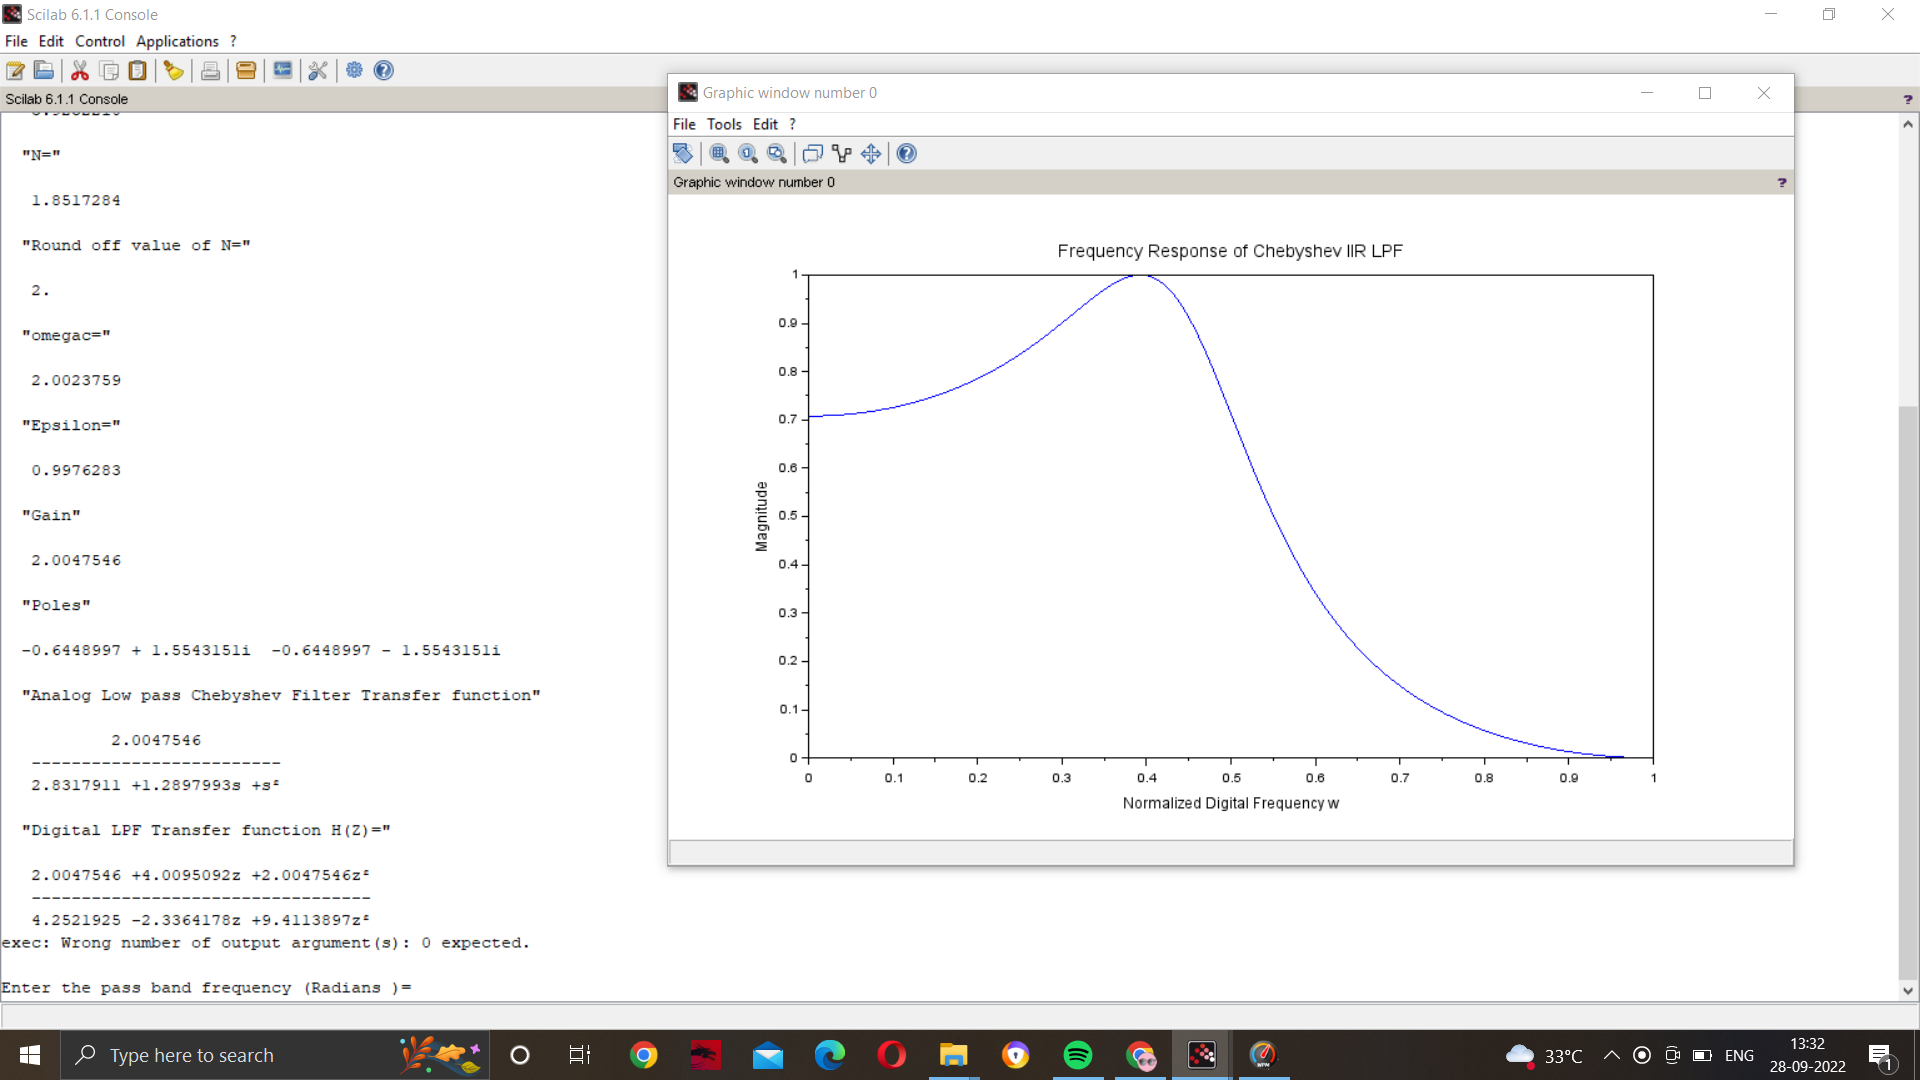 Scilab 6.1.1 Console
File Edit Control Applications ?
Scilab 6.1.1 Console
?
"N="
1.8517284
"Round off value of N="
2.
"omegac="
2.0023759
"Epsilon="
0.9976283
"Gain"
2.0047546
"Poles"
-0.6448997 + 1.5543151i -0.6448997 - 1.5543151i
"Analog Low pass Chebyshev Filter Transfer function"
2.0047546
-------------------------
2.8317911 +1.2897993s +s²
"Digital LPF Transfer function H(Z)="
2.0047546 +4.0095092z +2.0047546z²
----------------------------------
4.2521925 -2.3364178z +9.4113897z²
exec: Wrong number of output argument(s): 0 expected.
Enter the pass band frequency (Radians )=
Graphic window number 0
File Tools Edit ?
Graphic window number 0
?
Frequency Response of Chebyshev IIR LPF
1
0.9
0.8
0.7
0.6
0.5
0.4
0.3
0.2
0.1
0
Magnitude
0 0.1 0.2 0.3 0.4 0.5 0.6 0.7 0.8 0.9 1
Normalized Digital Frequency w
Type here to search
33°C
ENG
13:32
28-09-2022
1